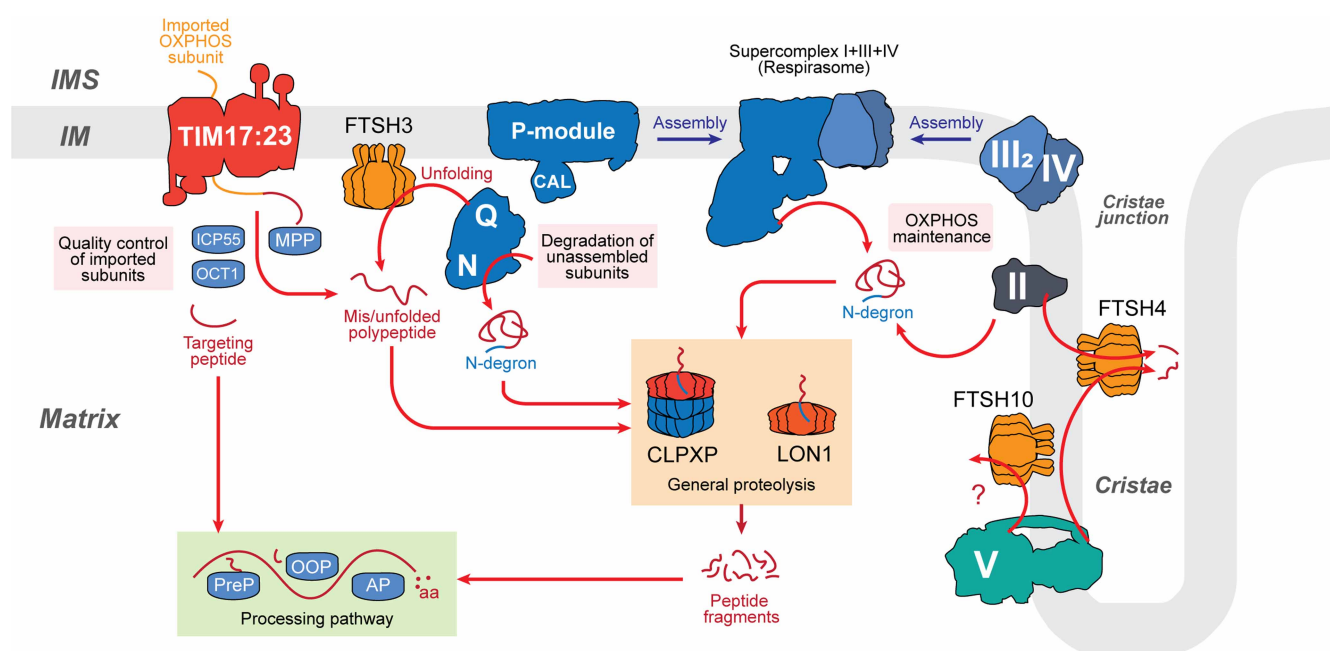 Imported
OXPHOS
subunit
IMS
IM
TIM17:23
FTSH3
Unfolding
P-module
CAL
Assembly
Supercomplex I+III+IV
(Respirasome)
Assembly
III₂
IV
Cristae
junction
Quality control
of imported
subunits
ICP55
OCT1
MPP
Q
N
Degradation of
unassembled
subunits
OXPHOS
maintenance
II
FTSH4
Targeting
peptide
Mis/unfolded
polypeptide
N-degron
N-degron
Matrix
CLPXP
LON1
General proteolysis
FTSH10
?
Cristae
V
PreP
OOP
AP
aa
Processing pathway
Peptide
fragments